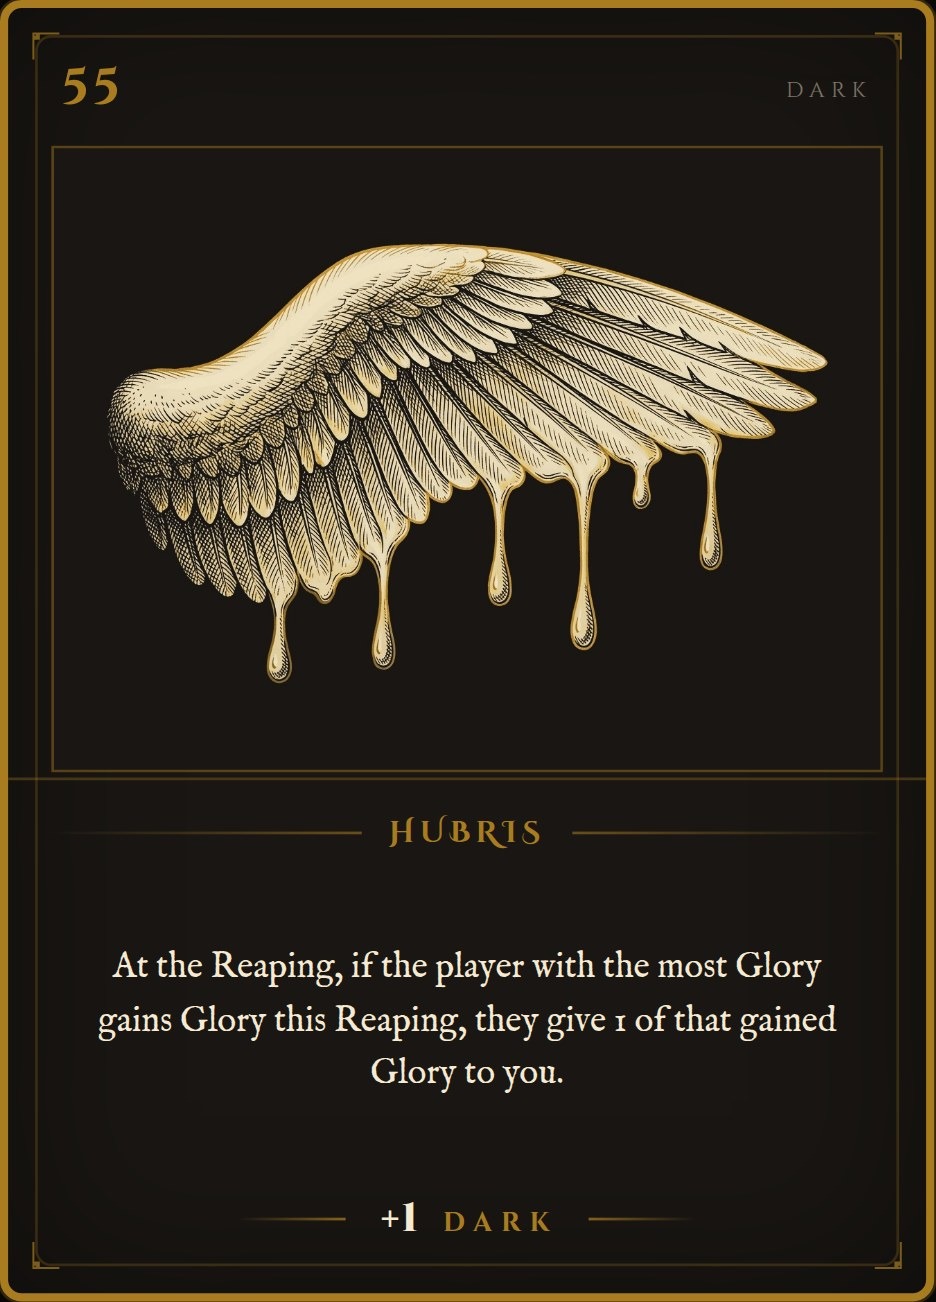 55
DARK
HUBRIS
At the Reaping, if the player with the most Glory
gains Glory this Reaping, they give 1 of that gained
Glory to you.
+1 DARK